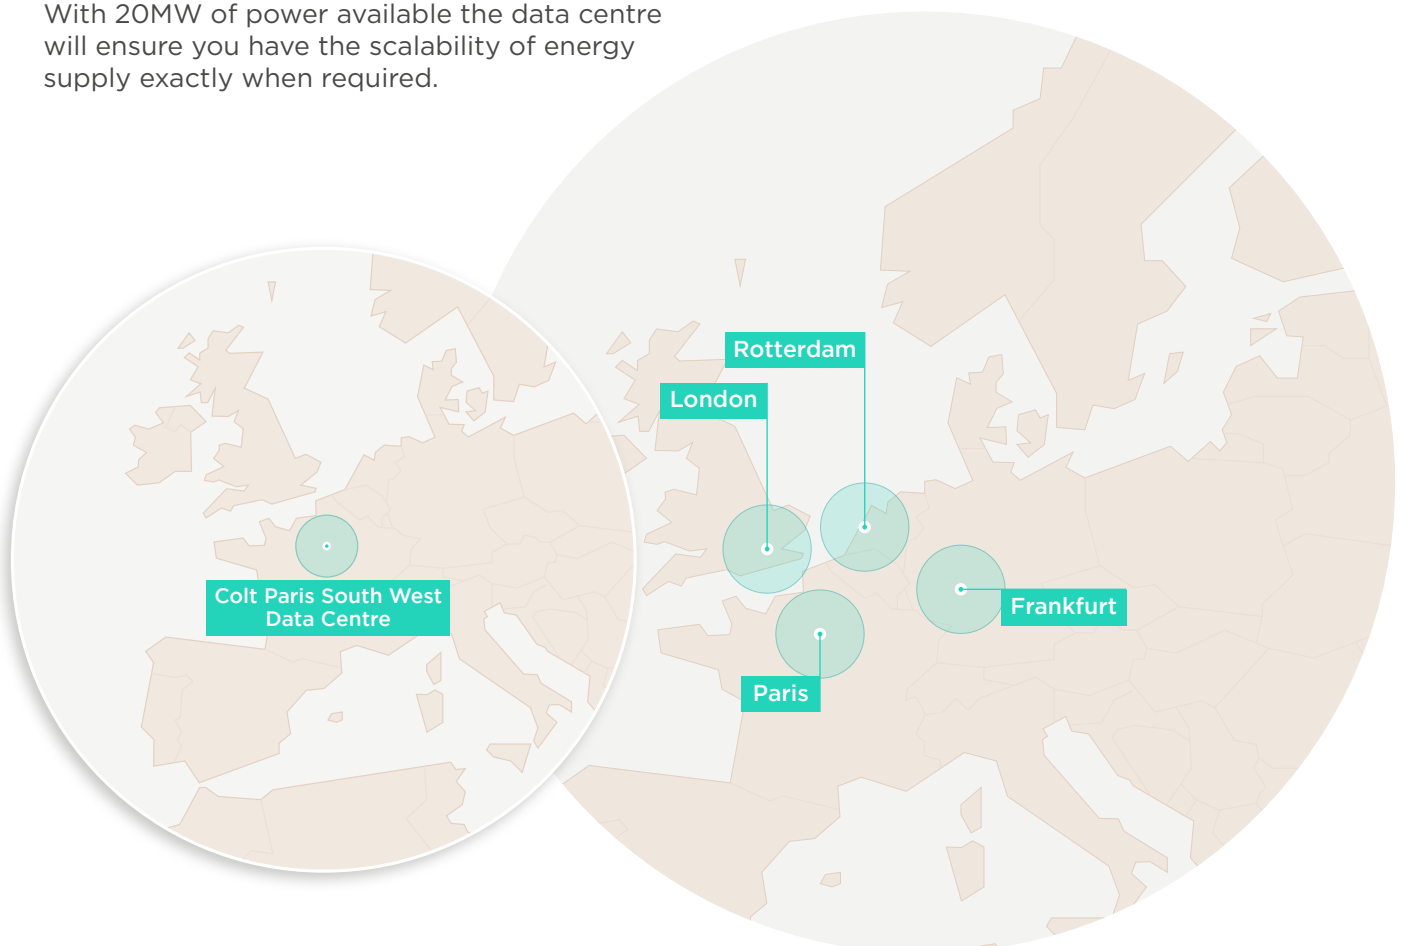 With 20MW of power available the data centre
will ensure you have the scalability of energy
supply exactly when required.
Rotterdam
London
Frankfurt
Paris
Colt Paris South West
Data Centre